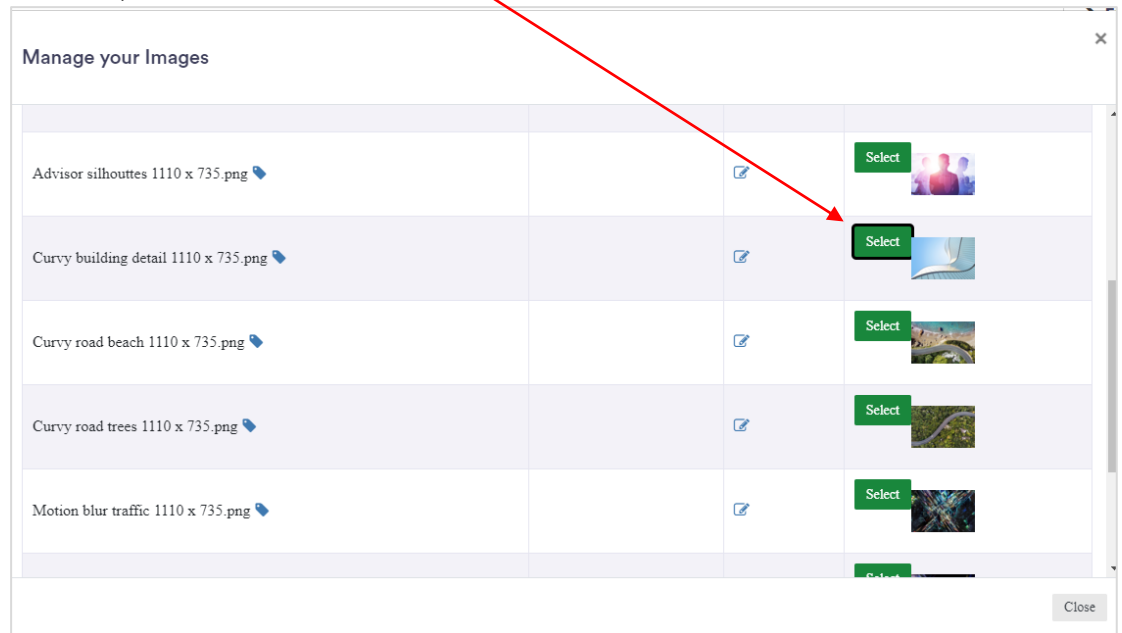 Manage your Images
×
Advisor silhouttes 1110 x 735.png
Select
Curvy building detail 1110 x 735.png
Select
Curvy road beach 1110 x 735.png
Select
Curvy road trees 1110 x 735.png
Select
Motion blur traffic 1110 x 735.png
Select
Select
Close